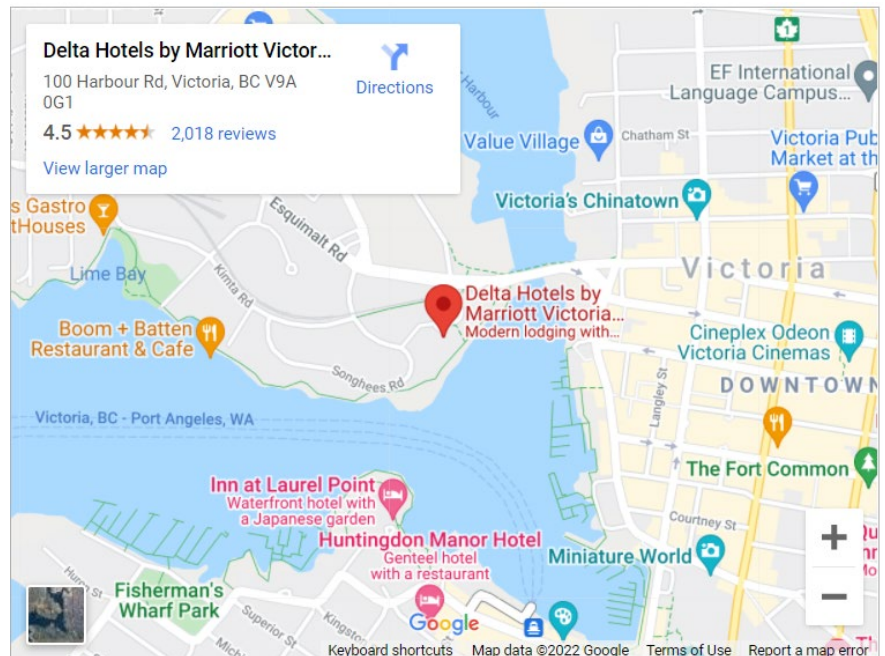 Delta Hotels by Marriott Victor...
100 Harbour Rd, Victoria, BC V9A
0G1
4.5
2,018 reviews
View larger map
Directions
Harbour
1
EF International
Language Campus...
Value Village
Chatham St
Victoria Pub
Market at th
Victoria's Chinatown
s Gastro
tHouses
Esquimalt Rd
Lime Bay
Kimta Rd
Victoria
Delta Hotels by
Marriott Victoria...
Modern lodging with...
Boom + Batten
Restaurant & Cafe
Cineplex Odeon
Victoria Cinemas
Songhees Rd
Langley St
DOWNTOWN
Victoria, BC - Port Angeles, WA
The Fort Common
Inn at Laurel Point
Waterfront hotel with
a Japanese garden
Courtney St
Huntingdon Manor Hotel
Genteel hotel
with a restaurant
Miniature World
Fisherman's
Wharf Park
Superior St
Google
Keyboard shortcuts
Map data ©2022 Google
Terms of Use
Report a map error